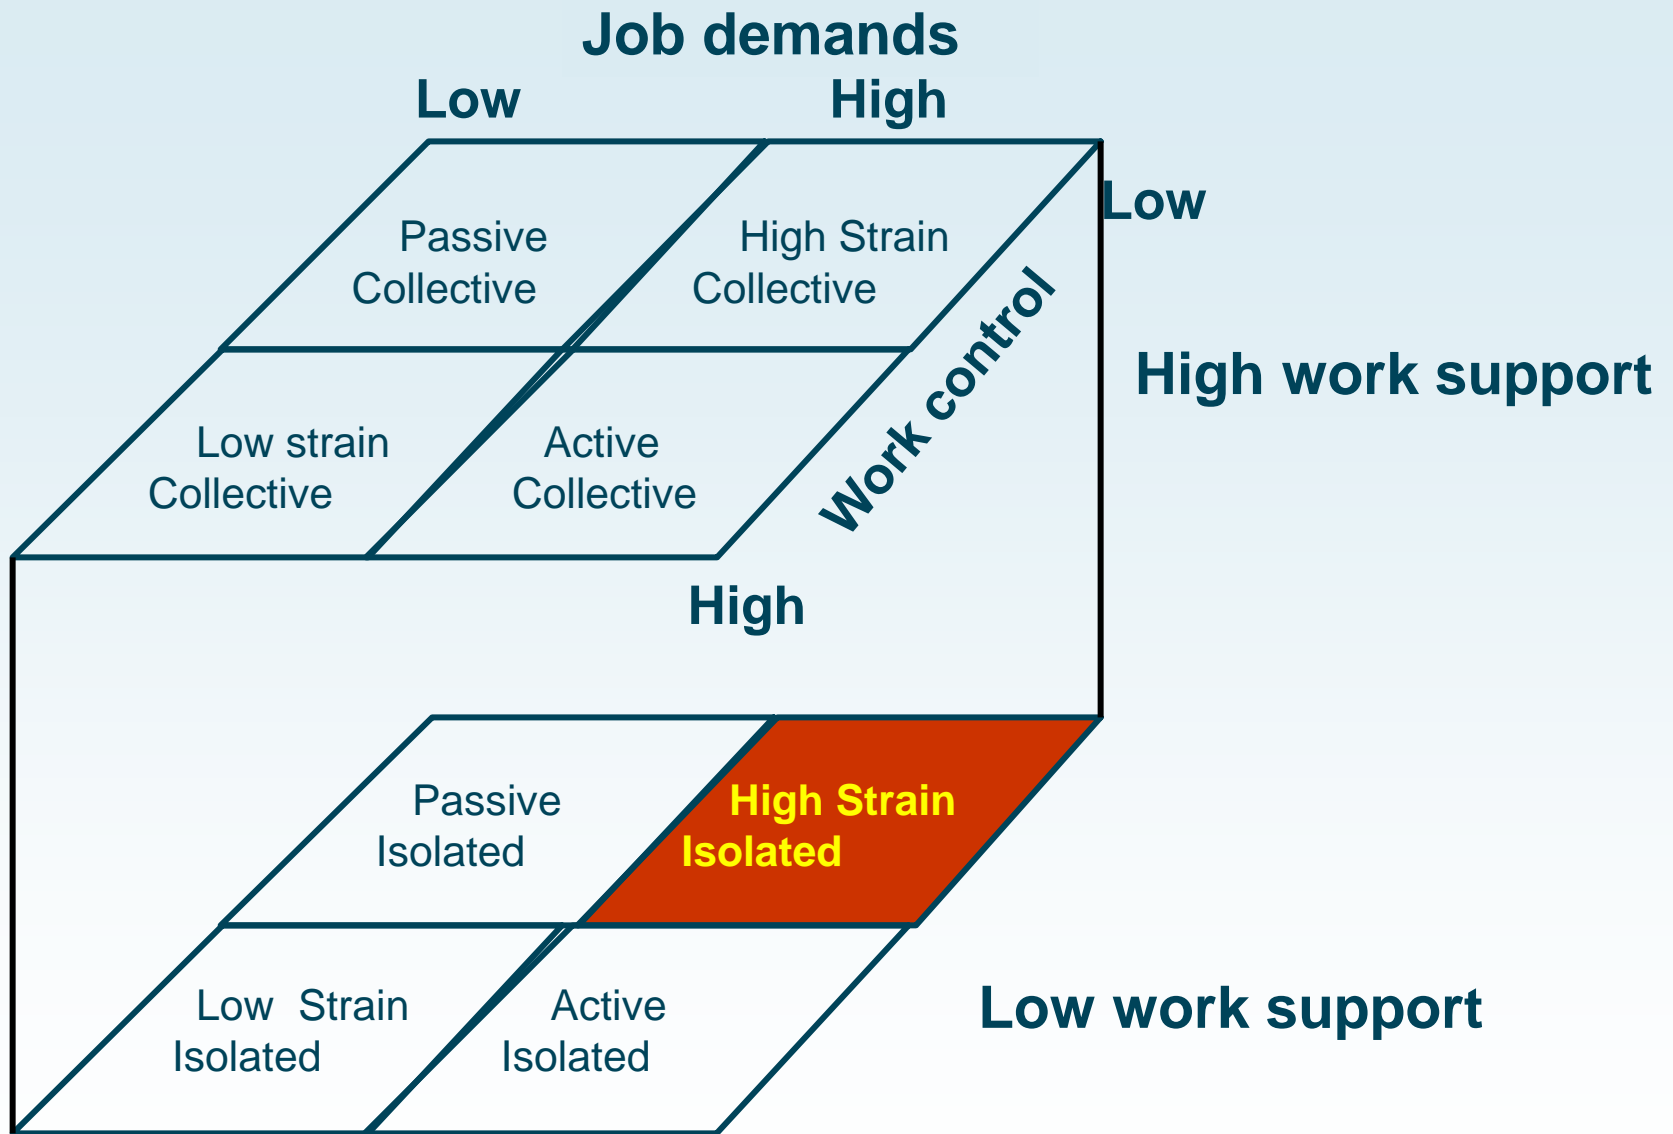 Job demands
Low High
Low
Passive High Strain
Collective Collective
Work control
High work support
Low strain Active
Collective Collective
High
Passive High Strain
Isolated Isolated
Low Strain Active
Isolated Isolated
Low work support